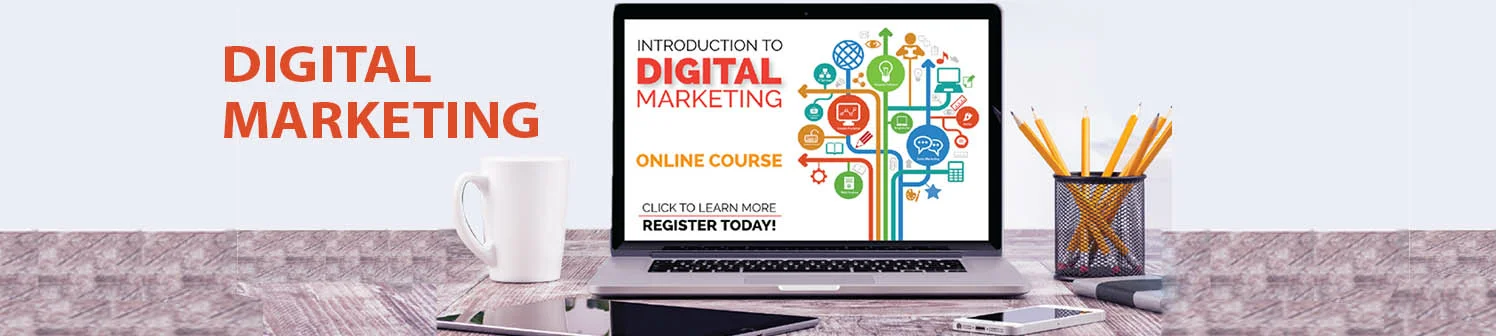 DIGITAL
MARKETING
INTRODUCTION TO
DIGITAL
MARKETING
ONLINE COURSE
CLICK TO LEARN MORE
REGISTER TODAY!